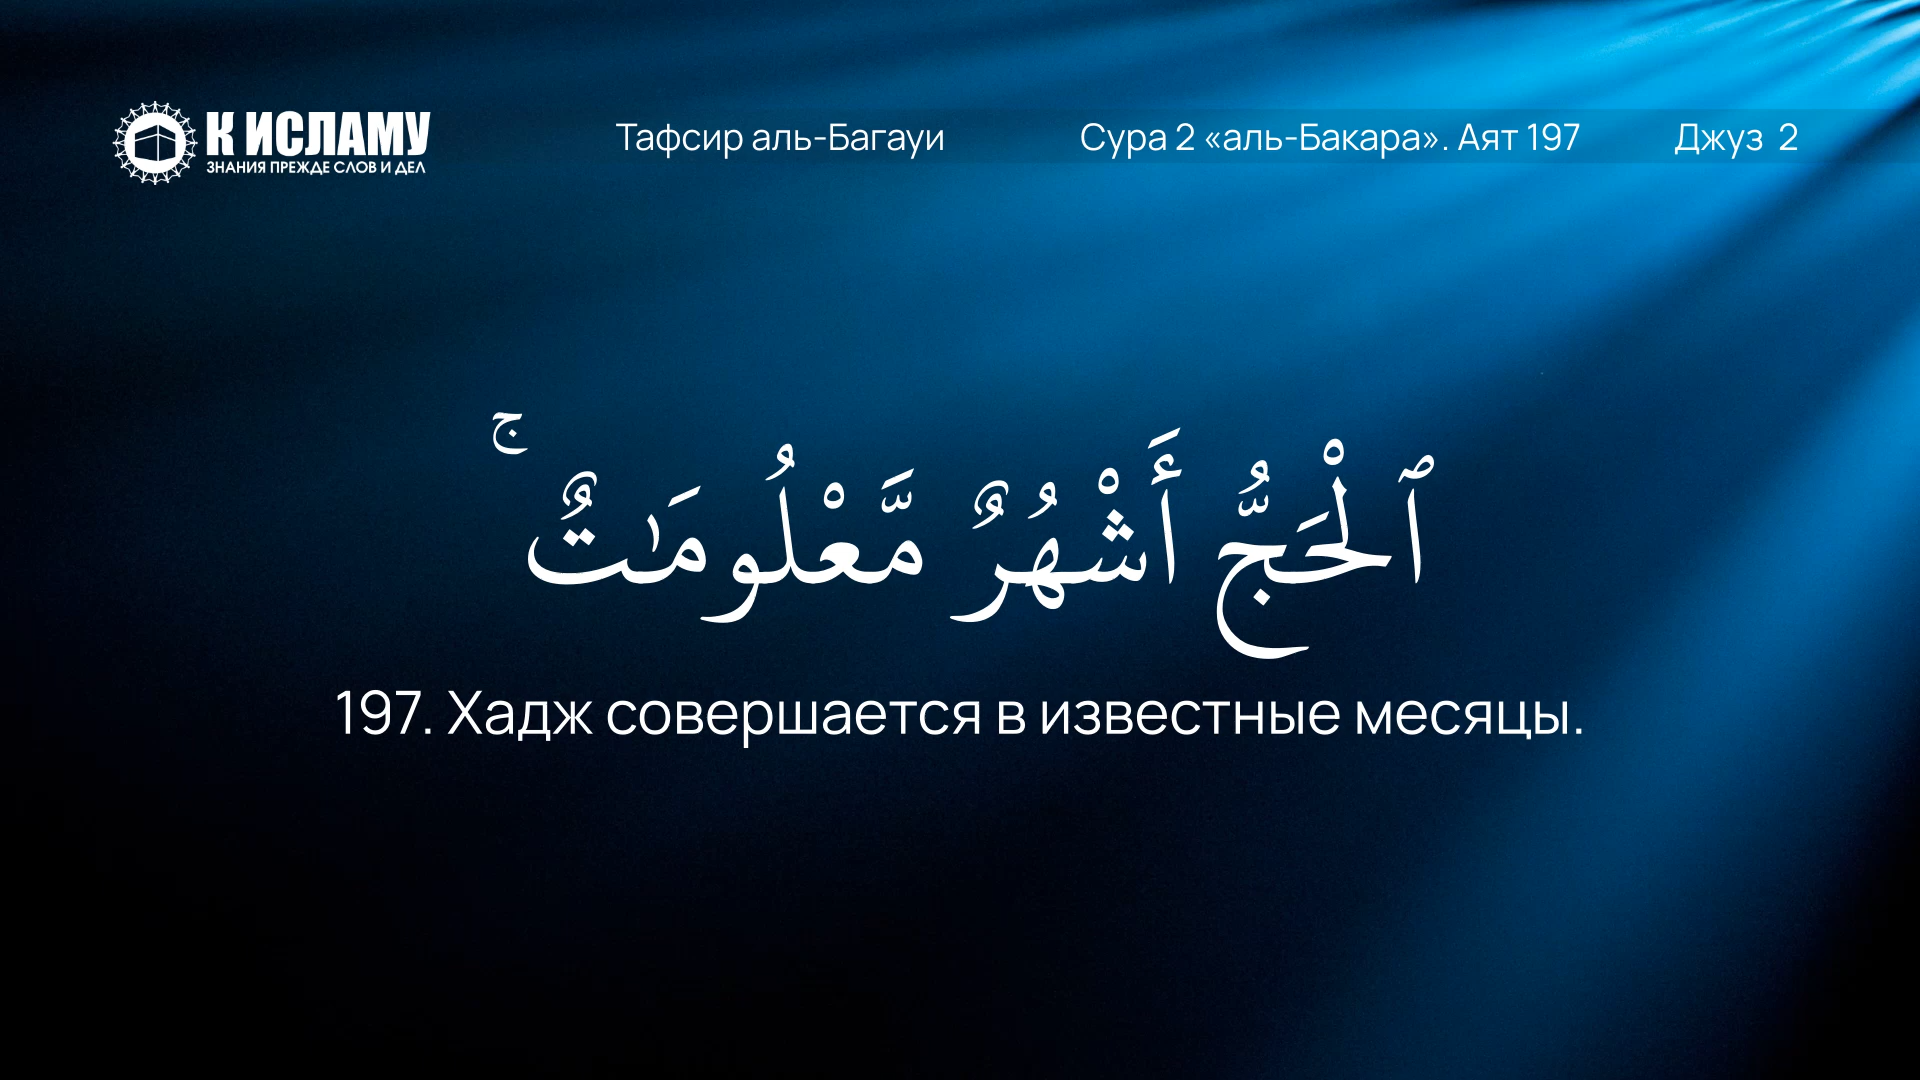 К ИСЛАМУ
ЗНАНИЯ ПРЕЖДЕ СЛОВ И ДЕЛ
Тафсир аль-Багауи
Сура 2 «аль-Бакара». Аят 197
Джуз 2
ٱلْحَجُّ أَشْهُرٌ مَّعْلُومَـٰتٌ ۚ
197. Хадж совершается в известные месяцы.